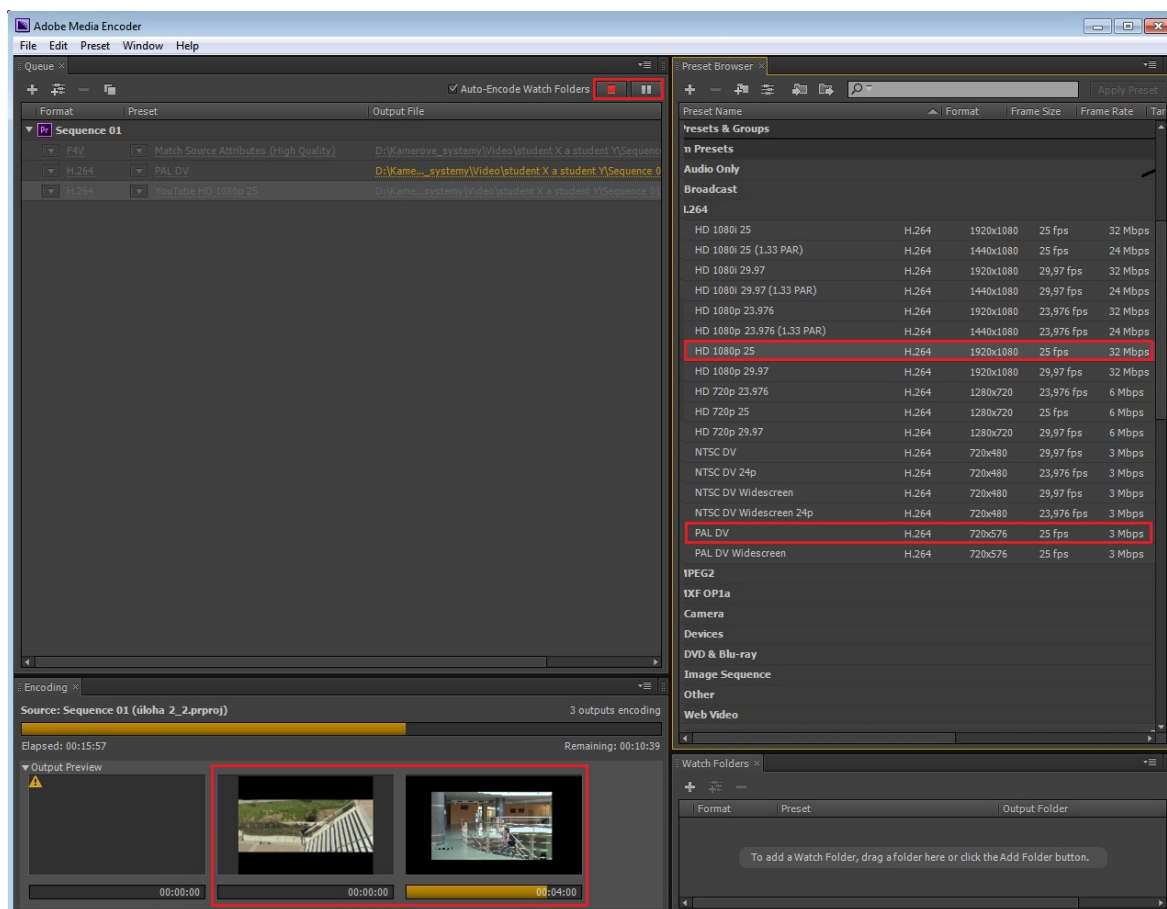 Adobe Media Encoder
File Edit Preset Window Help
Queue ×
Auto-Encode Watch Folders
Format Preset Output File
Pr Sequence 01
F4V Match Source Attributes (High Quality) D:\Kamerove_systemy\Video\student X a student Y\Sequenc
H.264 PAL DV D:\Kame..._systemy\Video\student X a student Y\Sequence 0
H.264 YouTube HD 1080p 25 D:\Kame..._systemy\Video\student X a student Y\Sequence 01
Encoding ×
Source: Sequence 01 (úloha 2_2.prproj) 3 outputs encoding
Elapsed: 00:15:57 Remaining: 00:10:39
Output Preview
00:00:00 00:00:00 00:04:00
Preset Browser ×
Apply Preset
Preset Name Format Frame Size Frame Rate Tar
resets & Groups
n Presets
Audio Only
Broadcast
.264
HD 1080i 25 H.264 1920x1080 25 fps 32 Mbps
HD 1080i 25 (1.33 PAR) H.264 1440x1080 25 fps 24 Mbps
HD 1080i 29.97 H.264 1920x1080 29,97 fps 32 Mbps
HD 1080i 29.97 (1.33 PAR) H.264 1440x1080 29,97 fps 24 Mbps
HD 1080p 23.976 H.264 1920x1080 23,976 fps 32 Mbps
HD 1080p 23.976 (1.33 PAR) H.264 1440x1080 23,976 fps 24 Mbps
HD 1080p 25 H.264 1920x1080 25 fps 32 Mbps
HD 1080p 29.97 H.264 1920x1080 29,97 fps 32 Mbps
HD 720p 23.976 H.264 1280x720 23,976 fps 6 Mbps
HD 720p 25 H.264 1280x720 25 fps 6 Mbps
HD 720p 29.97 H.264 1280x720 29,97 fps 6 Mbps
NTSC DV H.264 720x480 29,97 fps 3 Mbps
NTSC DV 24p H.264 720x480 23,976 fps 3 Mbps
NTSC DV Widescreen H.264 720x480 29,97 fps 3 Mbps
NTSC DV Widescreen 24p H.264 720x480 23,976 fps 3 Mbps
PAL DV H.264 720x576 25 fps 3 Mbps
PAL DV Widescreen H.264 720x576 25 fps 3 Mbps
PEG2
XF OP1a
Camera
Devices
DVD & Blu-ray
Image Sequence
Other
Web Video
Watch Folders ×
Format Preset Output Folder
To add a Watch Folder, drag a folder here or click the Add Folder button.